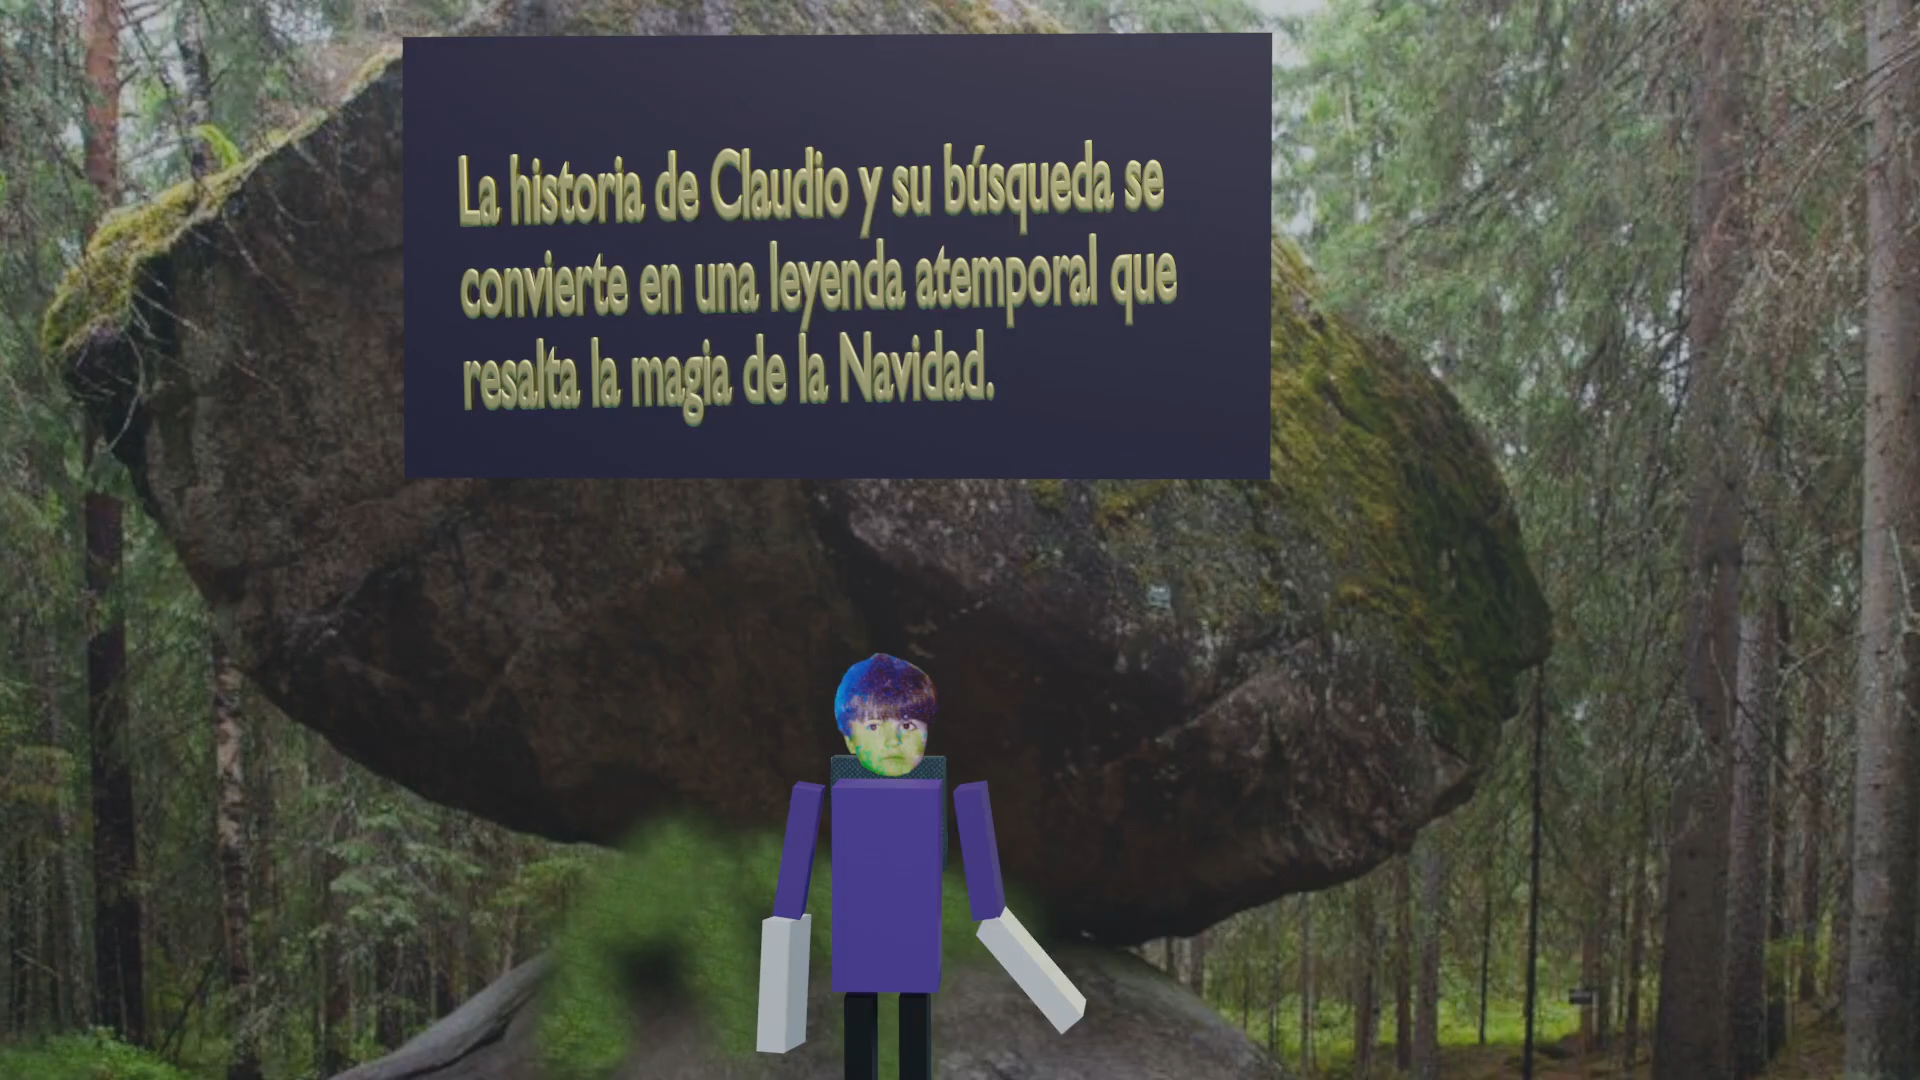 La historia de Claudio y su búsqueda se
convierte en una leyenda atemporal que
resalta la magia de la Navidad.